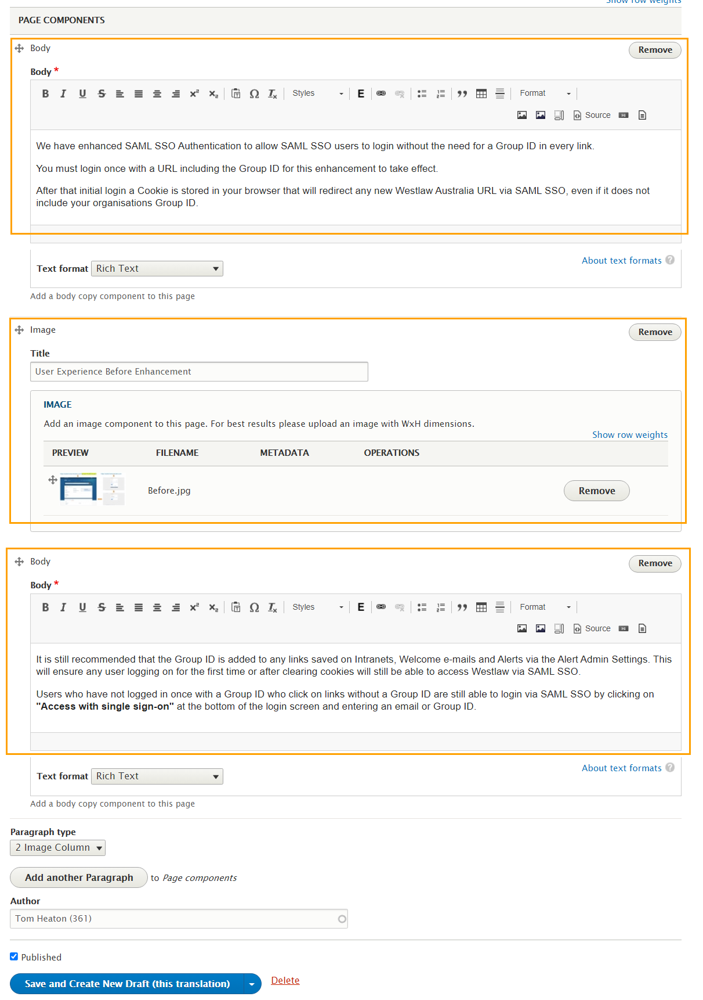 Show row weights
PAGE COMPONENTS
Body
Remove
Body *
B I U S x² x₂ Ω Tx Styles E Format
Source Hi
We have enhanced SAML SSO Authentication to allow SAML SSO users to login without the need for a Group ID in every link.
You must login once with a URL including the Group ID for this enhancement to take effect.
After that initial login a Cookie is stored in your browser that will redirect any new Westlaw Australia URL via SAML SSO, even if it does not
include your organisations Group ID.
About text formats ?
Text format Rich Text
Add a body copy component to this page
Image
Remove
Title
User Experience Before Enhancement
IMAGE
Add an image component to this page. For best results please upload an image with WxH dimensions.
Show row weights
PREVIEW FILENAME METADATA OPERATIONS
Before.jpg Remove
Body
Remove
Body *
B I U S x² x₂ Ω Tx Styles E Format
Source Hi
It is still recommended that the Group ID is added to any links saved on Intranets, Welcome e-mails and Alerts via the Alert Admin Settings. This
will ensure any user logging on for the first time or after clearing cookies will still be able to access Westlaw via SAML SSO.
Users who have not logged in once with a Group ID who click on links without a Group ID are still able to login via SAML SSO by clicking on
"Access with single sign-on" at the bottom of the login screen and entering an email or Group ID.
About text formats ?
Text format Rich Text
Add a body copy component to this page
Paragraph type
2 Image Column
Add another Paragraph to Page components
Author
Tom Heaton (361)
Published
Save and Create New Draft (this translation) Delete